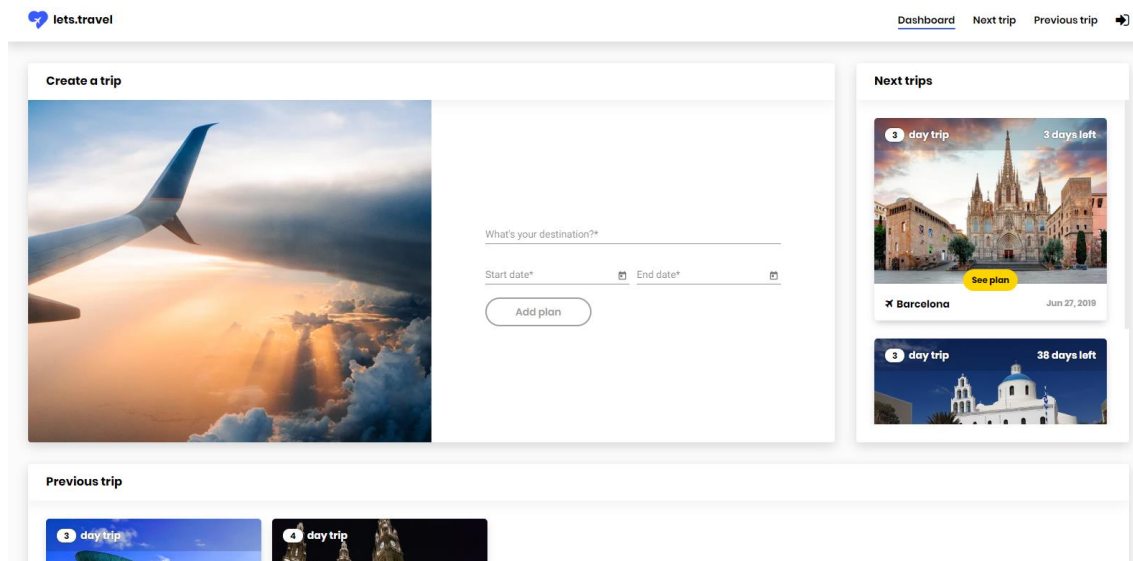 lets.travel
Dashboard Next trip Previous trip
Create a trip
What's your destination?*
Start date* End date*
Add plan
Next trips
3 day trip 3 days left
See plan
Barcelona Jun 27, 2019
3 day trip 38 days left
Previous trip
3 day trip
4 day trip